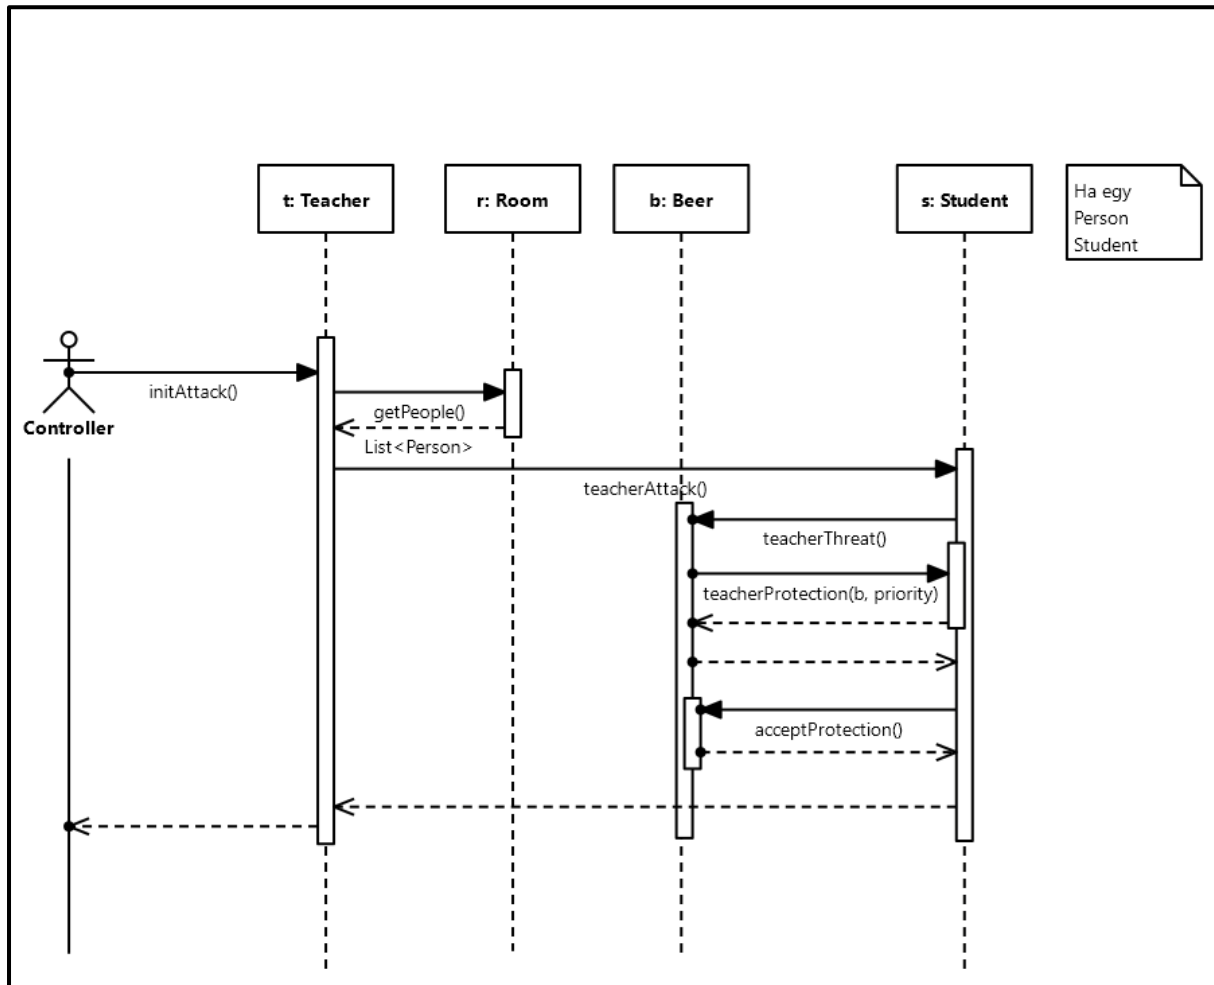 t: Teacher
r: Room
b: Beer
s: Student
Ha egy
Person
Student
initAttack()
getPeople()
Controller
List<Person>
teacherAttack()
teacherThreat()
teacherProtection(b, priority)
acceptProtection()